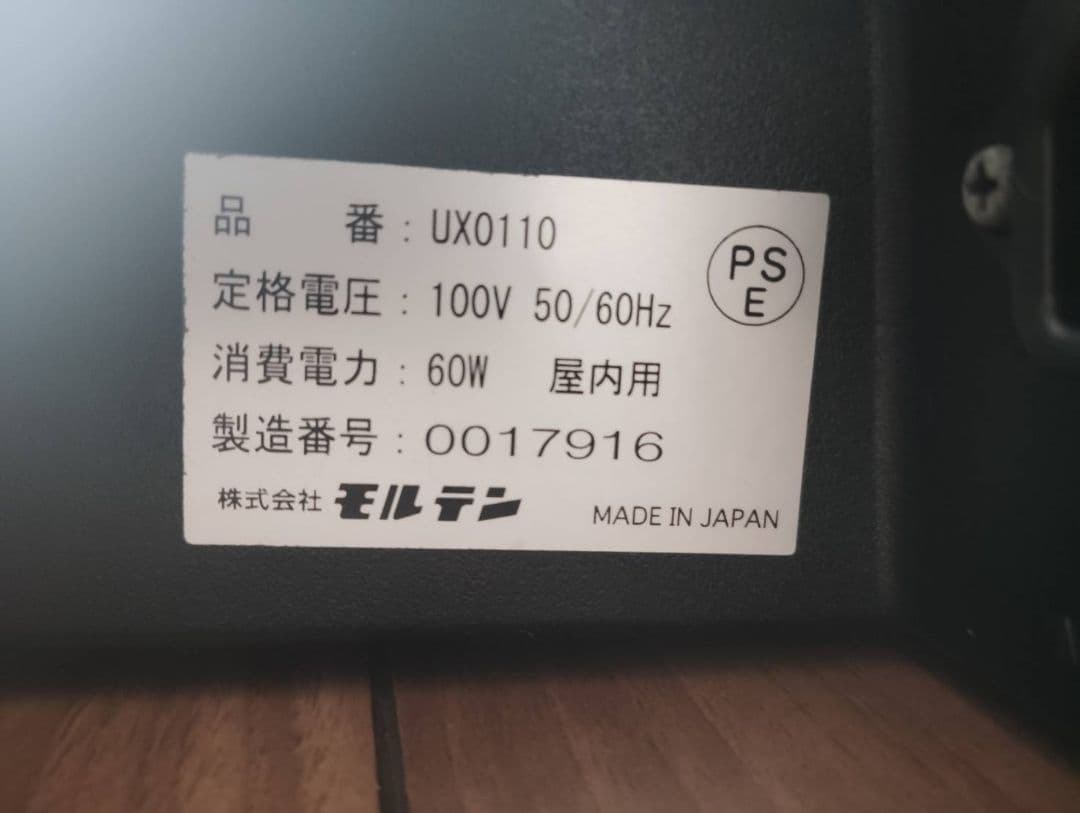 品　　番：UX0110
定格電圧：100V 50/60Hz
消費電力：60W　屋内用
製造番号：0017916
株式会社 モルテン MADE IN JAPAN
PS
E